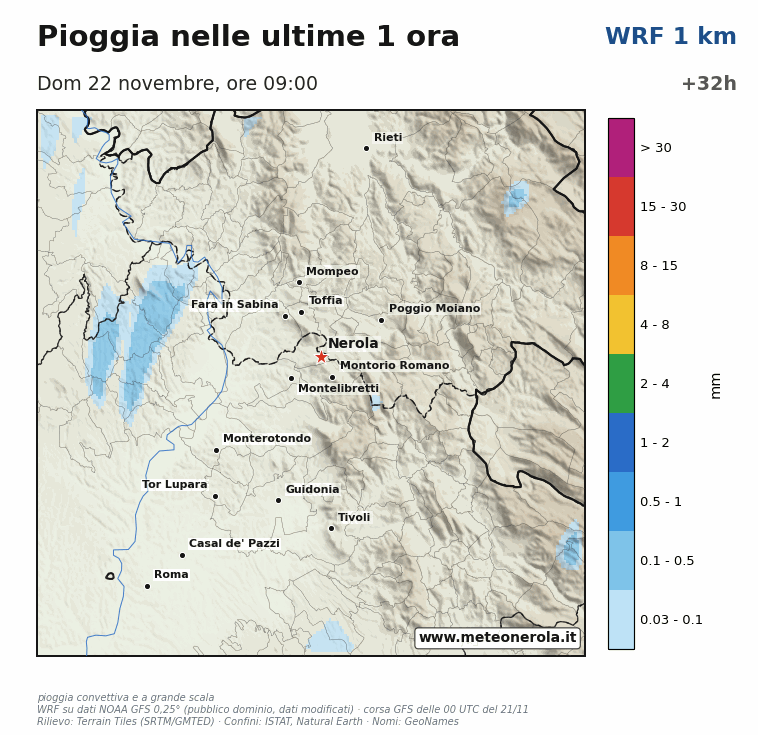 Pioggia nelle ultime 1 ora
WRF 1 km
Dom 22 novembre, ore 09:00
+32h
Rieti
Mompeo
Fara in Sabina
Toffia
Poggio Moiano
Nerola
Montorio Romano
Montelibretti
Monterotondo
Tor Lupara
Guidonia
Tivoli
Casal de' Pazzi
Roma
www.meteonerola.it
> 30
15 - 30
8 - 15
4 - 8
2 - 4
1 - 2
0.5 - 1
0.1 - 0.5
0.03 - 0.1
mm
pioggia convettiva e a grande scala
WRF su dati NOAA GFS 0,25° (pubblico dominio, dati modificati) · corsa GFS delle 00 UTC del 21/11
Rilievo: Terrain Tiles (SRTM/GMTED) · Confini: ISTAT, Natural Earth · Nomi: GeoNames